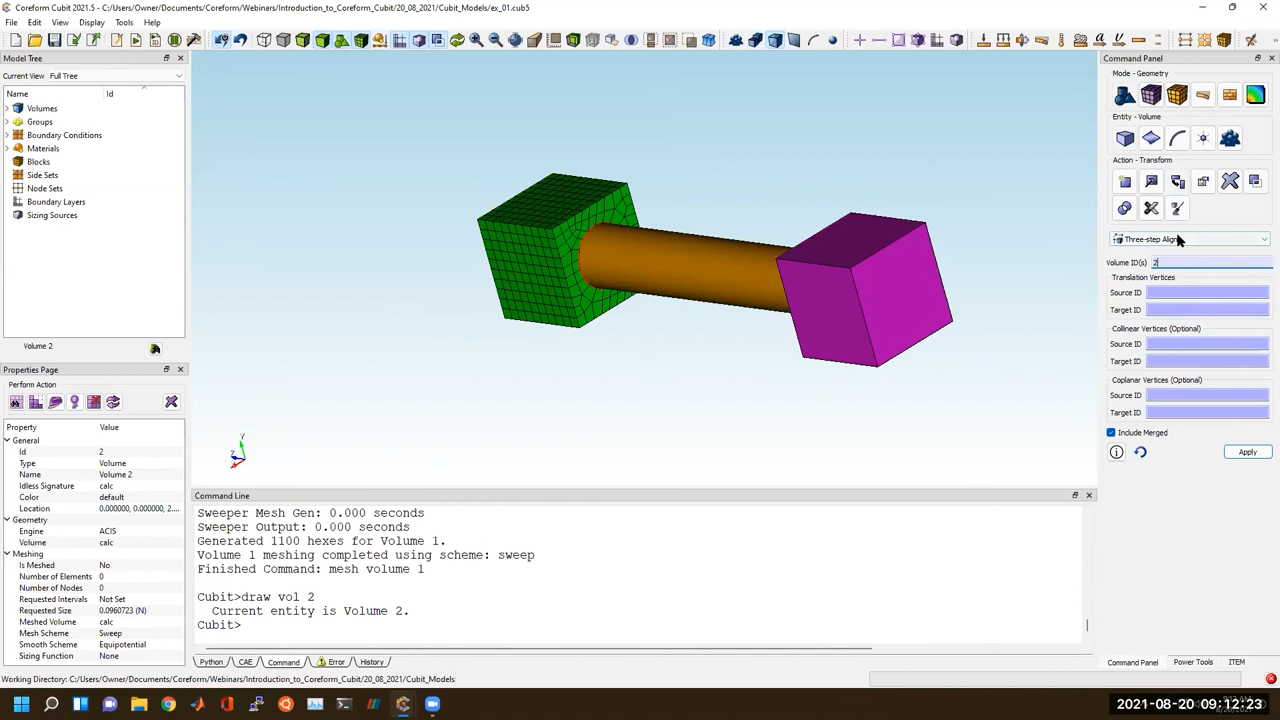 Coreform Cubit 2021.5 - C:/Users/Owner/Documents/Coreform/Webinars/Introduction_to_Coreform_Cubit/20_08_2021/Cubit_Models/ex_01.cub5
File Edit View Display Tools Help
Model Tree
Current View Full Tree
Name Id
Volumes
Groups
Boundary Conditions
Materials
Blocks
Side Sets
Node Sets
Boundary Layers
Sizing Sources
Volume 2
Properties Page
Perform Action
Property Value
General
Id 2
Type Volume
Name Volume 2
Idless Signature calc
Color default
Location 0.000000, 0.000000, 2....
Geometry
Engine ACIS
Volume calc
Meshing
Is Meshed No
Number of Elements 0
Number of Nodes 0
Requested Intervals Not Set
Requested Size 0.0960723 (N)
Meshed Volume calc
Mesh Scheme Sweep
Smooth Scheme Equipotential
Sizing Function None
Y
Z
X
Command Line
Sweeper Mesh Gen: 0.000 seconds
Sweeper Output: 0.000 seconds
Generated 1100 hexes for Volume 1.
Volume 1 meshing completed using scheme: sweep
Finished Command: mesh volume 1
Cubit>draw vol 2
Current entity is Volume 2.
Cubit>
Python CAE Command Error History
Command Panel
Mode - Geometry
Entity - Volume
Action - Transform
Three-step Align
Volume ID(s) 2
Translation Vertices
Source ID
Target ID
Collinear Vertices (Optional)
Source ID
Target ID
Coplanar Vertices (Optional)
Source ID
Target ID
Include Merged
Apply
Command Panel Power Tools ITEM
Working Directory: C:/Users/Owner/Documents/Coreform/Webinars/Introduction_to_Coreform_Cubit/20_08_2021/Cubit_Models
2021-08-20 09:12:23